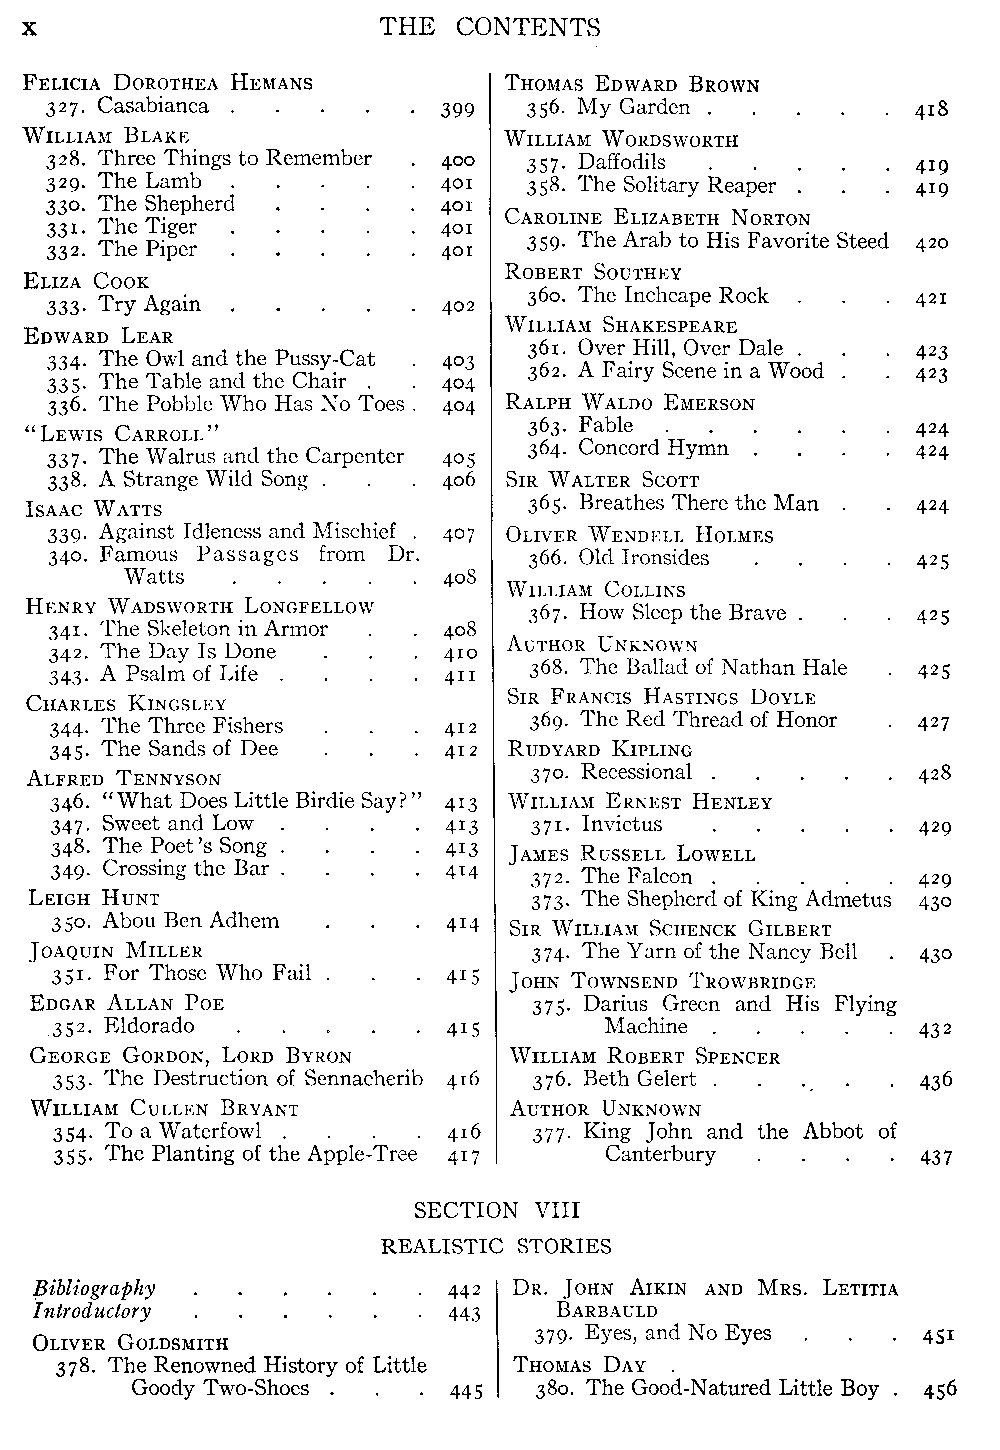 x THE CONTENTS
FELICIA DOROTHEA HEMANS
327. Casabianca . . . . . 399
WILLIAM BLAKE
328. Three Things to Remember . 400
329. The Lamb . . . . . 401
330. The Shepherd . . . . 401
331. The Tiger . . . . . 401
332. The Piper . . . . . 401
ELIZA COOK
333. Try Again . . . . . 402
EDWARD LEAR
334. The Owl and the Pussy-Cat . 403
335. The Table and the Chair . . 404
336. The Pobble Who Has No Toes . 404
"LEWIS CARROLL"
337. The Walrus and the Carpenter 405
338. A Strange Wild Song . . . 406
ISAAC WATTS
339. Against Idleness and Mischief . 407
340. Famous Passages from Dr.
Watts . . . . . 408
HENRY WADSWORTH LONGFELLOW
341. The Skeleton in Armor . . 408
342. The Day Is Done . . . 410
343. A Psalm of Life . . . . 411
CHARLES KINGSLEY
344. The Three Fishers . . . 412
345. The Sands of Dee . . . 412
ALFRED TENNYSON
346. "What Does Little Birdie Say?" 413
347. Sweet and Low . . . . 413
348. The Poet's Song . . . . 413
349. Crossing the Bar . . . . 414
LEIGH HUNT
350. Abou Ben Adhem . . . 414
JOAQUIN MILLER
351. For Those Who Fail . . . 415
EDGAR ALLAN POE
352. Eldorado . . . . . 415
GEORGE GORDON, LORD BYRON
353. The Destruction of Sennacherib 416
WILLIAM CULLEN BRYANT
354. To a Waterfowl . . . . 416
355. The Planting of the Apple-Tree 417
THOMAS EDWARD BROWN
356. My Garden . . . . . 418
WILLIAM WORDSWORTH
357. Daffodils . . . . . 419
358. The Solitary Reaper . . . 419
CAROLINE ELIZABETH NORTON
359. The Arab to His Favorite Steed 420
ROBERT SOUTHEY
360. The Inchcape Rock . . . 421
WILLIAM SHAKESPEARE
361. Over Hill, Over Dale . . . 423
362. A Fairy Scene in a Wood . . 423
RALPH WALDO EMERSON
363. Fable . . . . . . 424
364. Concord Hymn . . . . 424
SIR WALTER SCOTT
365. Breathes There the Man . . 424
OLIVER WENDELL HOLMES
366. Old Ironsides . . . . 425
WILLIAM COLLINS
367. How Sleep the Brave . . . 425
AUTHOR UNKNOWN
368. The Ballad of Nathan Hale . 425
SIR FRANCIS HASTINGS DOYLE
369. The Red Thread of Honor . 427
RUDYARD KIPLING
370. Recessional . . . . . 428
WILLIAM ERNEST HENLEY
371. Invictus . . . . . 429
JAMES RUSSELL LOWELL
372. The Falcon . . . . . 429
373. The Shepherd of King Admetus 430
SIR WILLIAM SCHENCK GILBERT
374. The Yarn of the Nancy Bell . 430
JOHN TOWNSEND TROWBRIDGE
375. Darius Green and His Flying
Machine . . . . . 432
WILLIAM ROBERT SPENCER
376. Beth Gelert . . . . . 436
AUTHOR UNKNOWN
377. King John and the Abbot of
Canterbury . . . . 437
SECTION VIII
REALISTIC STORIES
Bibliography . . . . . . 442
Introductory . . . . . . 443
OLIVER GOLDSMITH
378. The Renowned History of Little
Goody Two-Shoes . . . 445
DR. JOHN AIKIN AND MRS. LETITIA
BARBAULD
379. Eyes, and No Eyes . . . 451
THOMAS DAY .
380. The Good-Natured Little Boy . 456